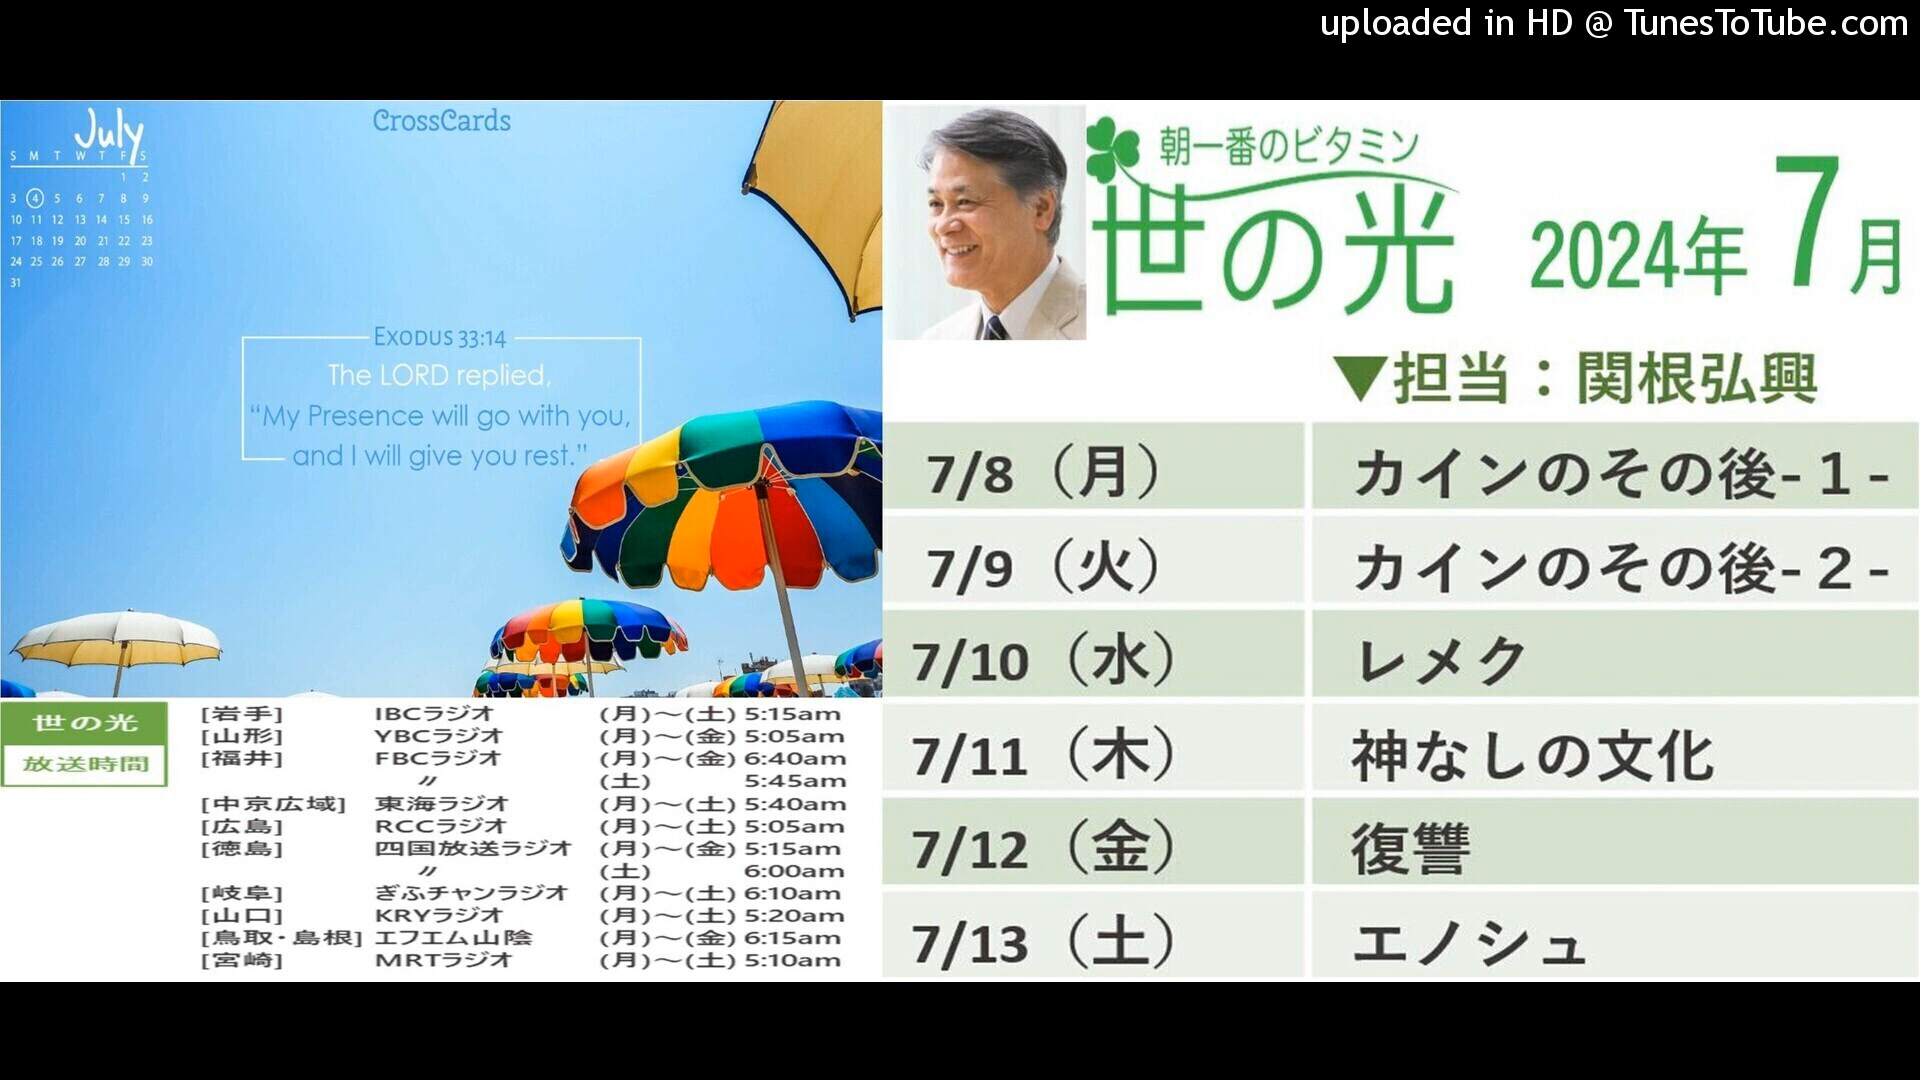 uploaded in HD @ TunesToTube.com
CrossCards
July
S M T W T F S
1 2
3 4 5 6 7 8 9
10 11 12 13 14 15 16
17 18 19 20 21 22 23
24 25 26 27 28 29 30
31
EXODUS 33:14
The LORD replied,
“My Presence will go with you,
and I will give you rest.”
世の光
放送時間
[岩手] IBCラジオ (月)～(土) 5:15am
[山形] YBCラジオ (月)～(金) 5:05am
[福井] FBCラジオ (月)～(金) 6:40am
〃 (土) 5:45am
[中京広域] 東海ラジオ (月)～(土) 5:40am
[広島] RCCラジオ (月)～(土) 5:05am
[徳島] 四国放送ラジオ (月)～(金) 5:15am
〃 (土) 6:00am
[岐阜] ぎふチャンラジオ (月)～(土) 6:10am
[山口] KRYラジオ (月)～(土) 5:20am
[鳥取・島根] エフエム山陰 (月)～(金) 6:15am
[宮崎] MRTラジオ (月)～(土) 5:10am
朝一番のビタミン
世の光 2024年 7月
▼担当：関根弘興
7/8（月） カインのその後-１-
7/9（火） カインのその後-２-
7/10（水） レメク
7/11（木） 神なしの文化
7/12（金） 復讐
7/13（土） エノシュ